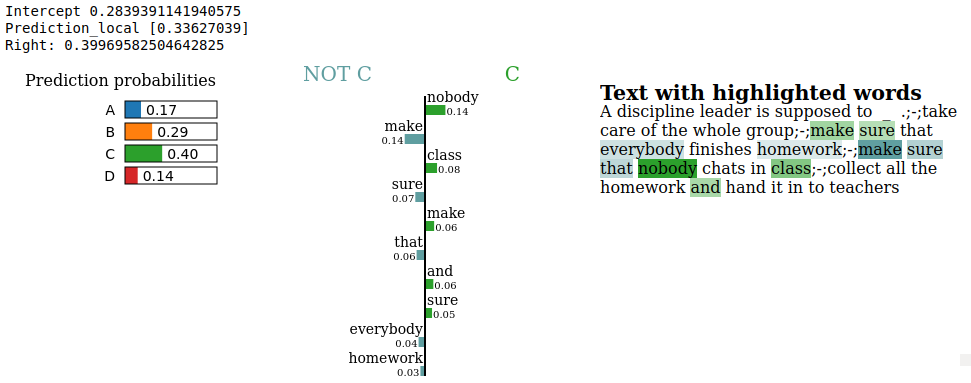 Intercept 0.2839391141940575
Prediction_local [0.33627039]
Right: 0.39969582504642825
Prediction probabilities
A 0.17
B 0.29
C 0.40
D 0.14
NOT C
C
nobody
0.14
make
0.14
class
0.08
sure
0.07
make
0.06
that
0.06
and
0.06
sure
0.05
everybody
0.04
homework
0.03
Text with highlighted words
A discipline leader is supposed to _ .;-;take
care of the whole group;-;make sure that
everybody finishes homework;-;make sure
that nobody chats in class;-;collect all the
homework and hand it in to teachers